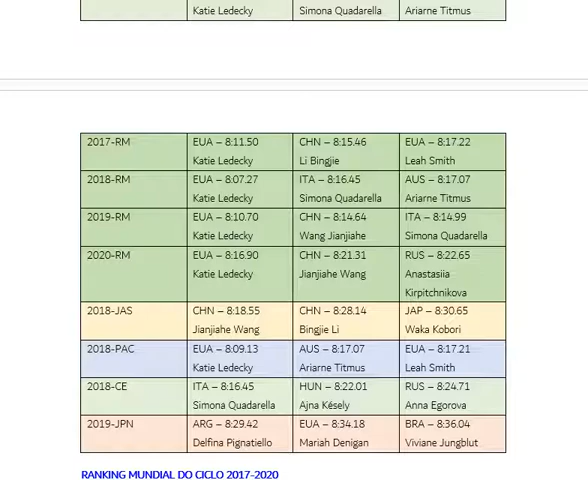 Katie Ledecky Simona Quadarella Ariarne Titmus
2017-RM EUA – 8:11.50 CHN – 8:15.46 EUA – 8:17.22
Katie Ledecky Li Bingjie Leah Smith
2018-RM EUA – 8.07.27 ITA – 8:16.45 AUS – 8:17.07
Katie Ledecky Simona Quadarella Ariarne Titmus
2019-RM EUA – 8:10.70 CHN – 8:14.64 ITA – 8:14.99
Katie Ledecky Wang Jianjiahe Simona Quadarella
2020-RM EUA – 8:16.90 CHN – 8:21.31 RUS – 8:22.65
Katie Ledecky Jianjiahe Wang Anastasiia
Kirpitchnikova
2018-JAS CHN – 8:18.55 CHN – 8:28.14 JAP – 8:30.65
Jianjiahe Wang Bingjie Li Waka Kobori
2018-PAC EUA – 8:09.13 AUS – 8:17.07 EUA – 8:17.21
Katie Ledecky Ariarne Titmus Leah Smith
2018-CE ITA – 8:16.45 HUN – 8:22.01 RUS – 8:24.71
Simona Quadarella Ajna Késely Anna Egorova
2019-JPN ARG – 8:29.42 EUA – 8:34.18 BRA – 8:36.04
Delfina Pignatiello Mariah Denigan Viviane Jungblut
RANKING MUNDIAL DO CICLO 2017-2020